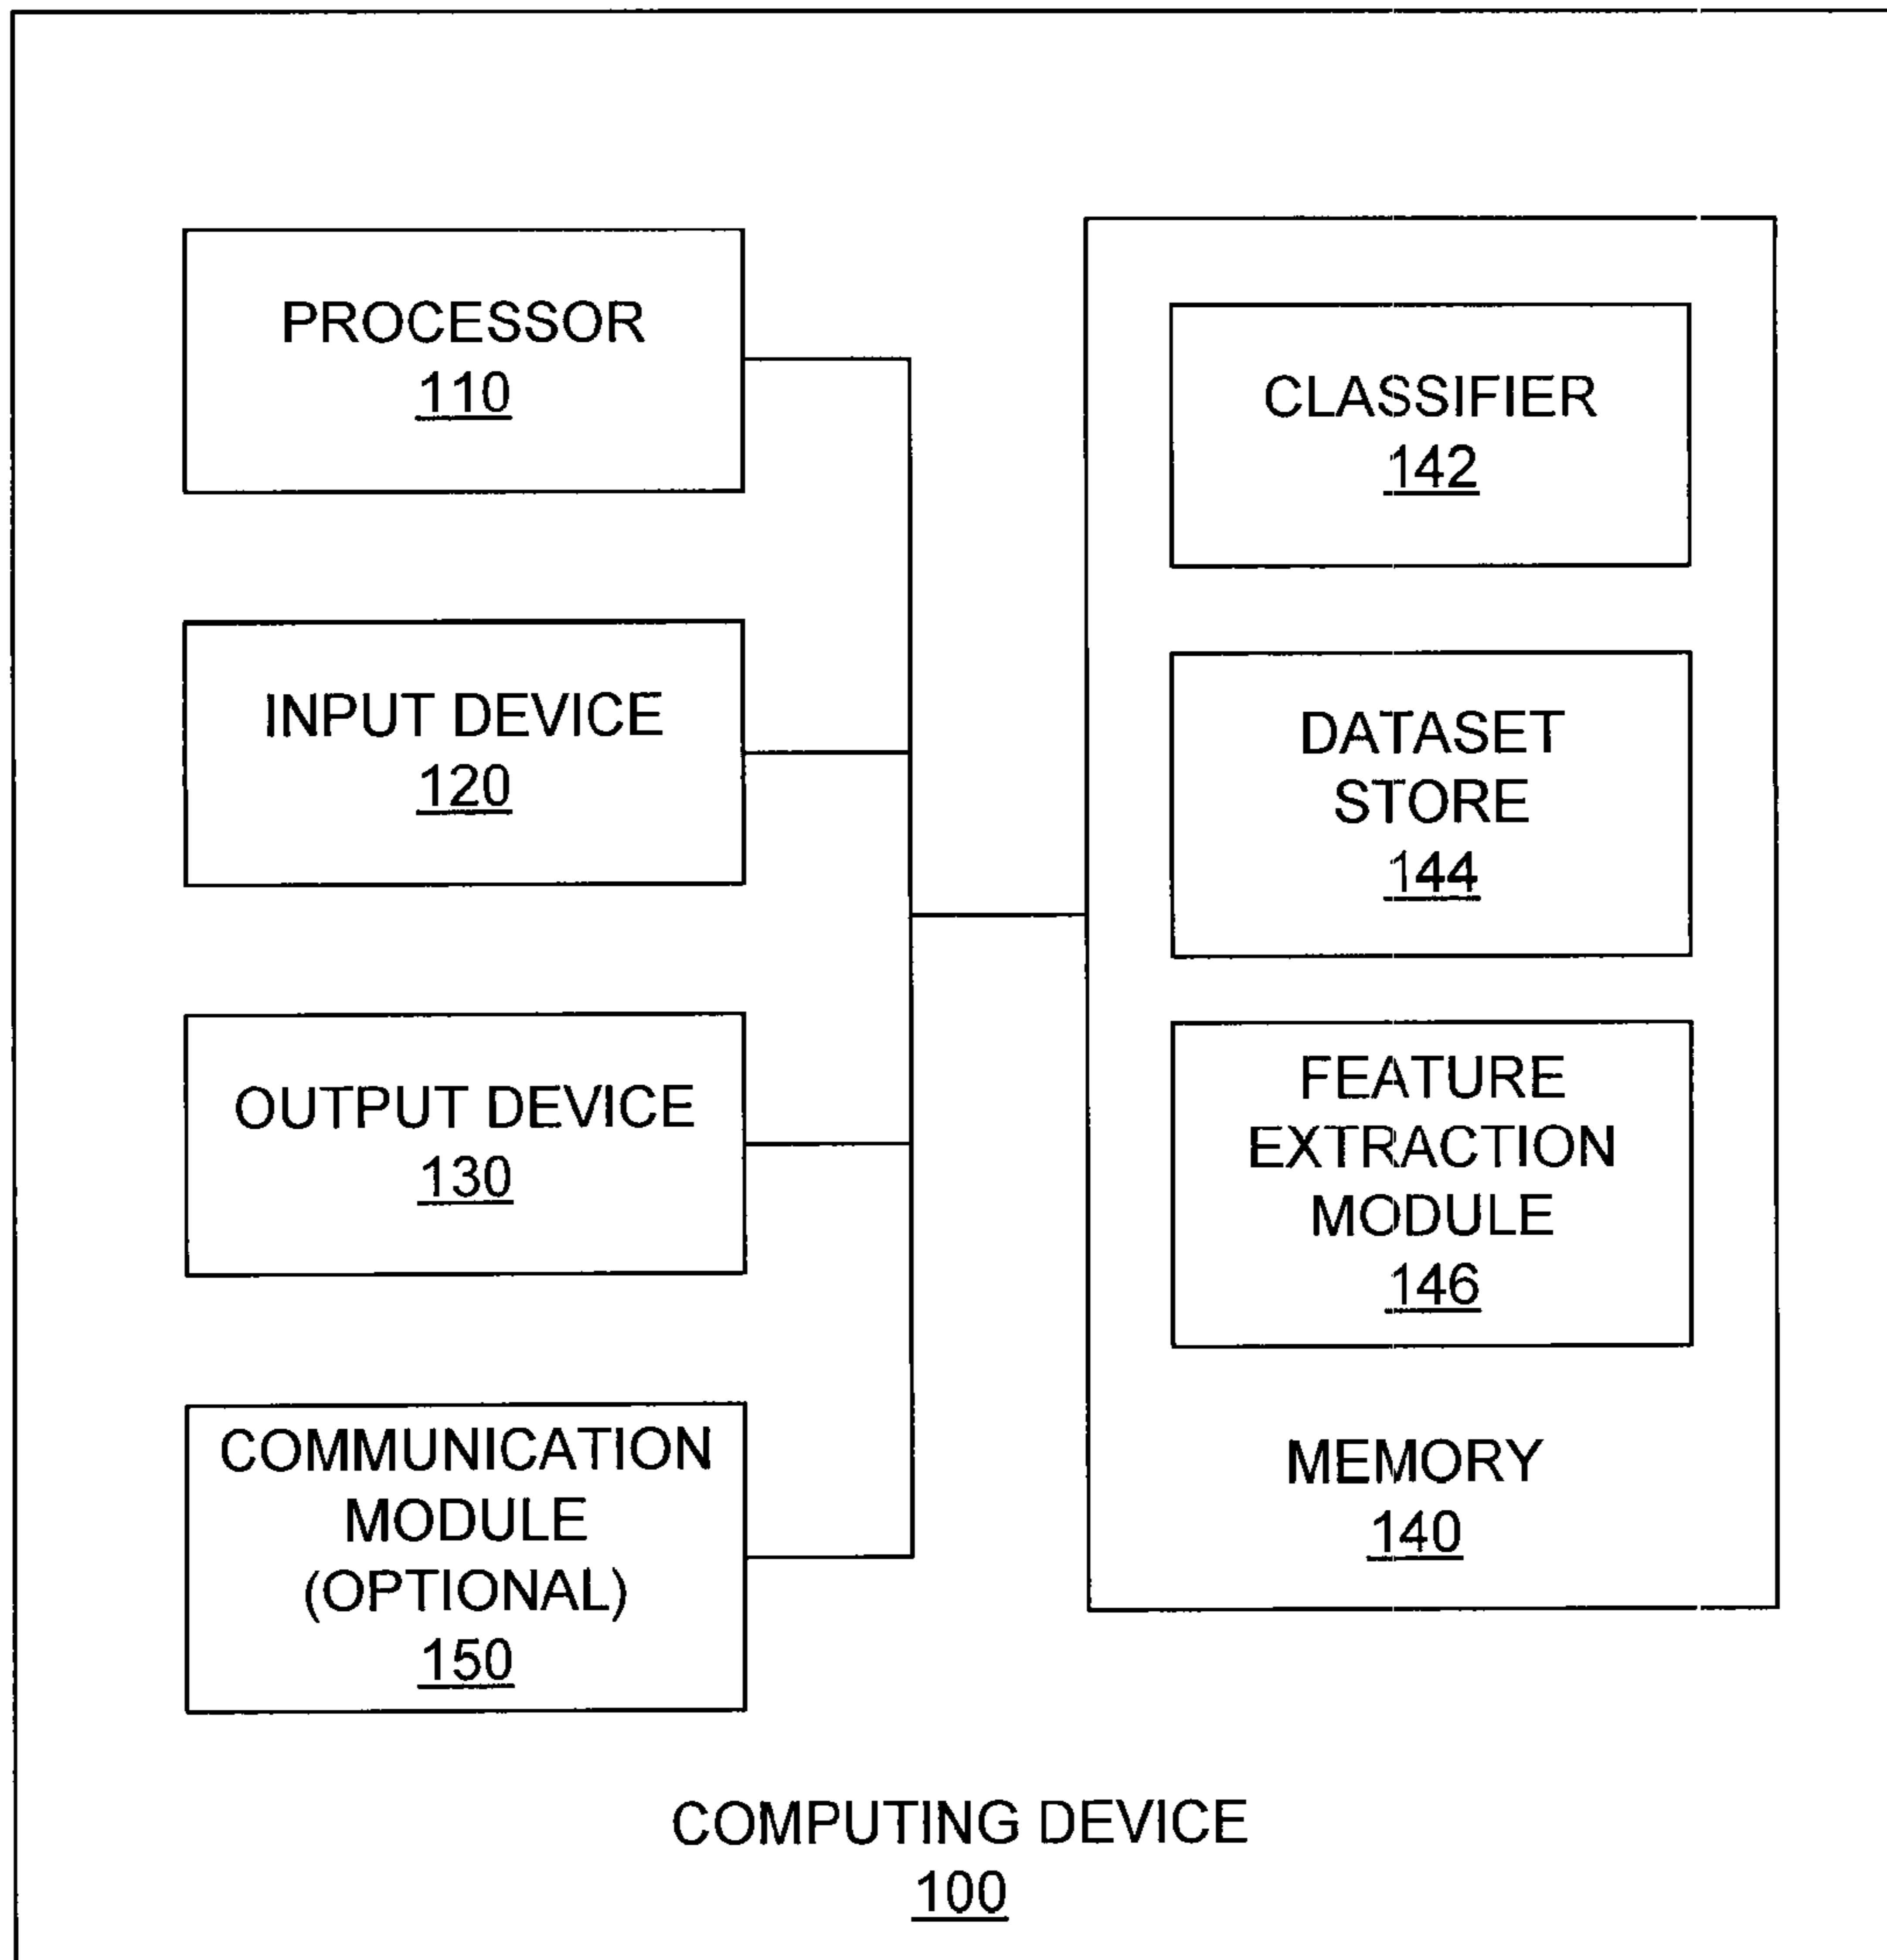 PROCESSOR
110
INPUT DEVICE
120
OUTPUT DEVICE
130
COMMUNICATION
MODULE
(OPTIONAL)
150
CLASSIFIER
142
DATASET
STORE
144
FEATURE
EXTRACTION
MODULE
146
MEMORY
140
COMPUTING DEVICE
100